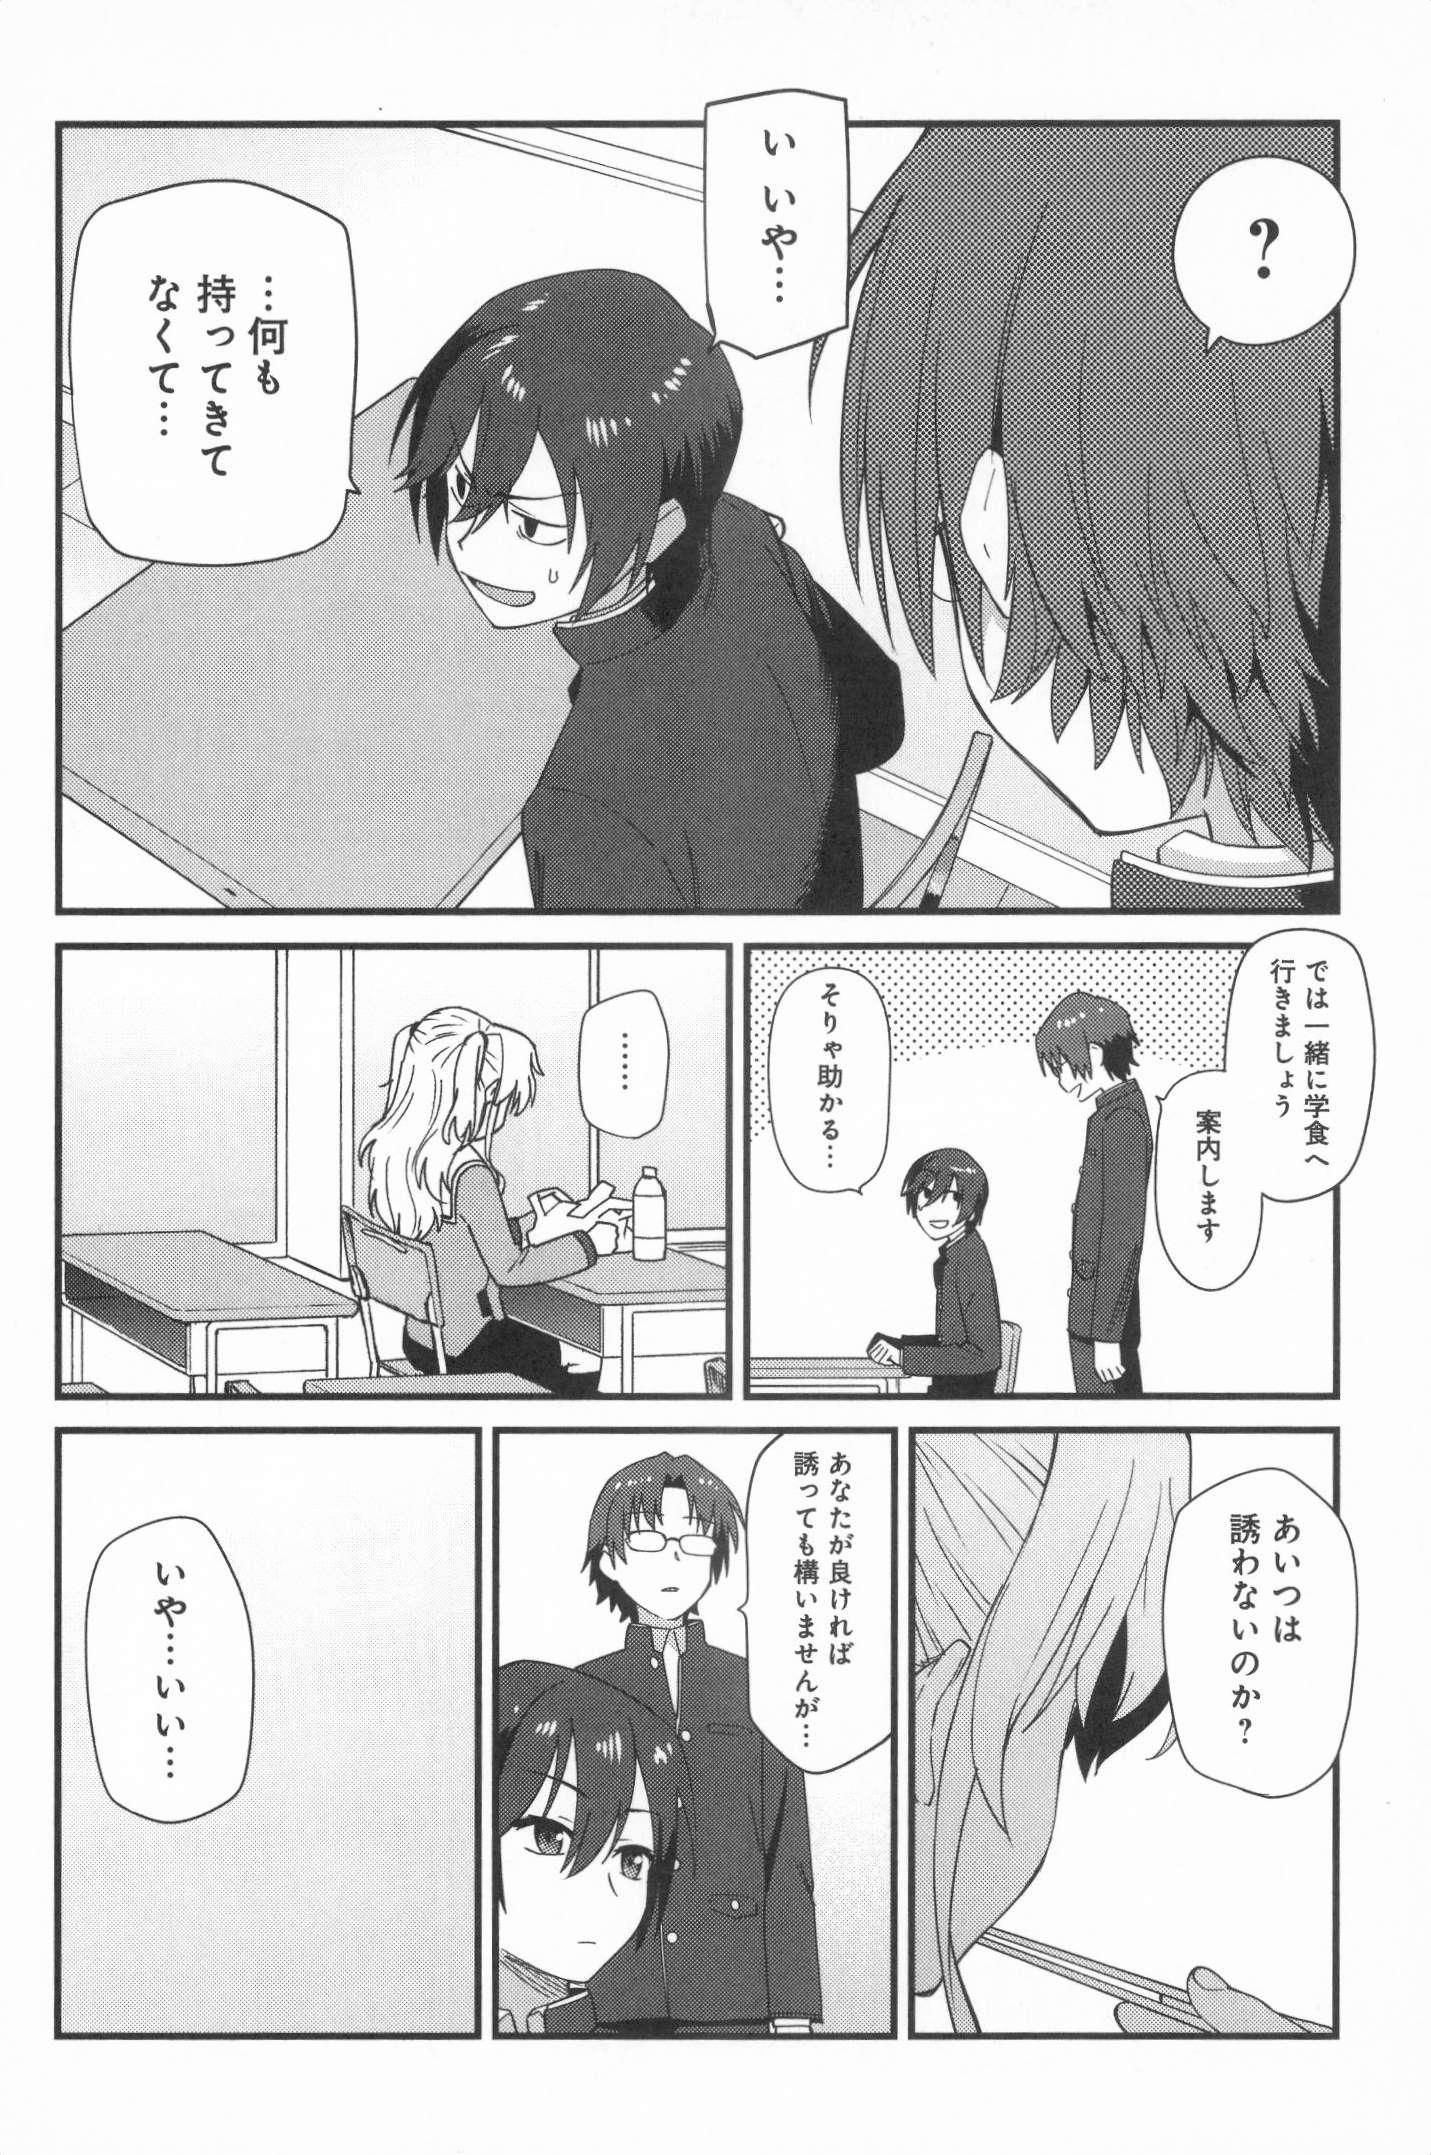 ？
い いや…
…何も
持ってきて
なくて…
では一緒に学食へ
行きましょう
案内します
そりゃ助かる…
……
あいつは
誘わないのか？
あなたが良ければ
誘っても構いませんが…
いや…いい…